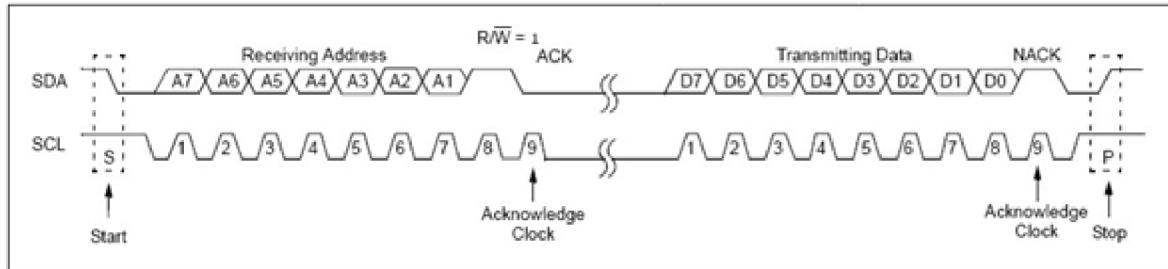 R/W̅ = 1
Receiving Address ACK Transmitting Data NACK
SDA A7 A6 A5 A4 A3 A2 A1 D7 D6 D5 D4 D3 D2 D1 D0
SCL S 1 2 3 4 5 6 7 8 9 1 2 3 4 5 6 7 8 9 P
Start Acknowledge Clock Acknowledge Clock Stop